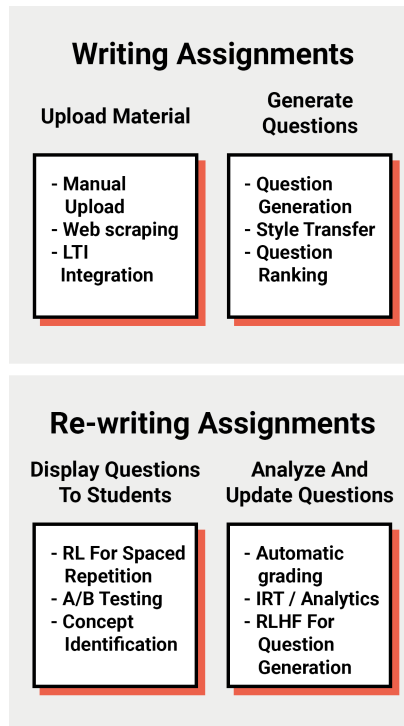 Writing Assignments
Upload Material
- Manual
Upload
- Web scraping
- LTI
Integration
Generate
Questions
- Question
Generation
- Style Transfer
- Question
Ranking
Re-writing Assignments
Display Questions
To Students
- RL For Spaced
Repetition
- A/B Testing
- Concept
Identification
Analyze And
Update Questions
- Automatic
grading
- IRT / Analytics
- RLHF For
Question
Generation